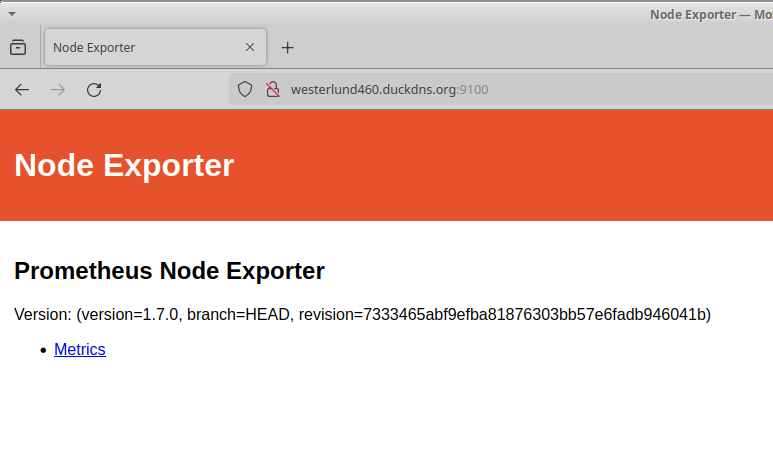 Node Exporter — Mo
Node Exporter
westerlund460.duckdns.org:9100
Node Exporter
Prometheus Node Exporter
Version: (version=1.7.0, branch=HEAD, revision=7333465abf9efba81876303bb57e6fadb946041b)
Metrics